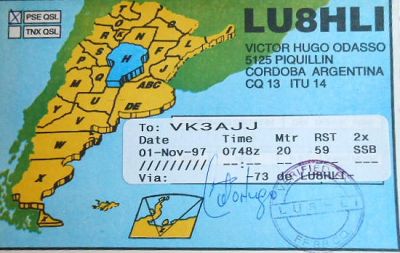 PSE QSL
TNX QSL
LU8HLI
VICTOR HUGO ODASSO
5125 PIQUILLIN
CORDOBA ARGENTINA
CQ 13 ITU 14
T
O
R
K
N
H
J
F
M
ABC
D
Q
U
V
W
X
To: VK3AJJ
Date Time Mtr RST 2x
01-Nov-97 0748z 20 59 SSB
///////// --:-- -- -- ---
Via: -73 de LU8HLI-
LU8HLI